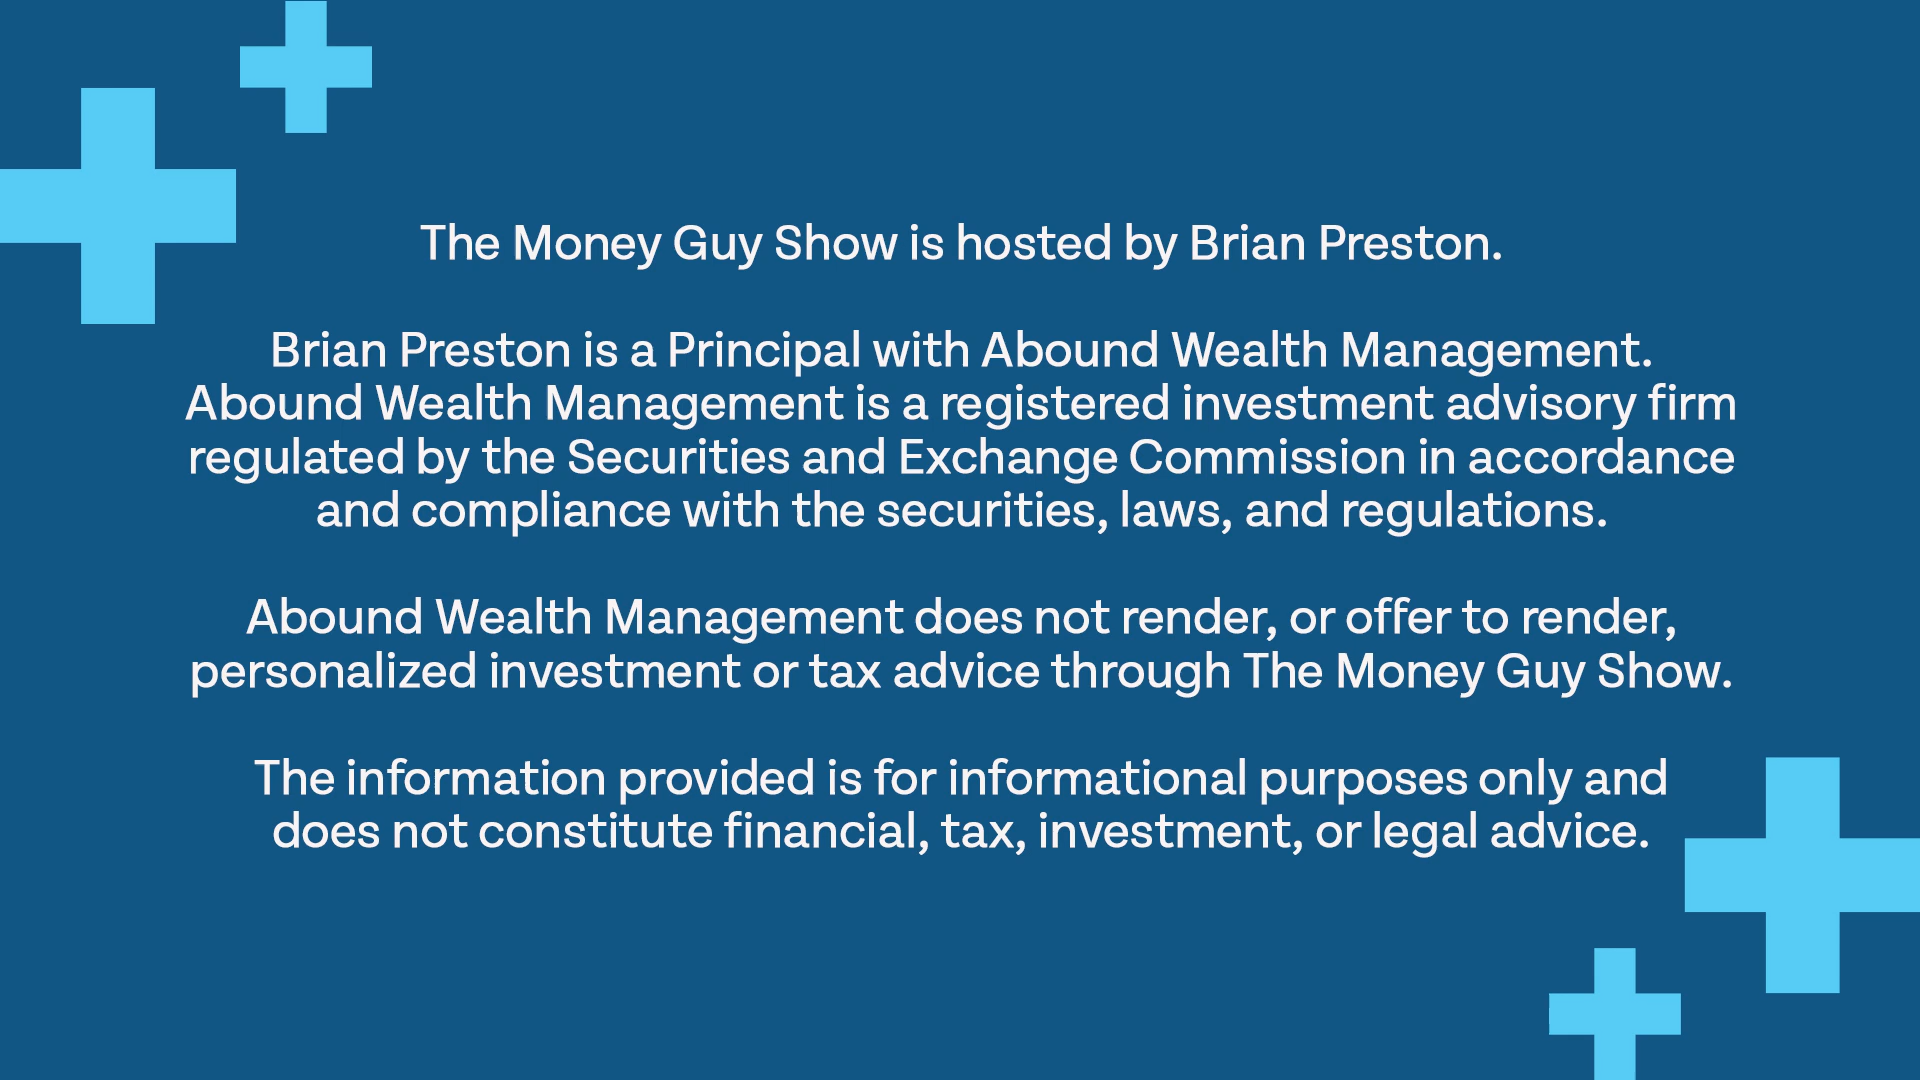 The Money Guy Show is hosted by Brian Preston.
Brian Preston is a Principal with Abound Wealth Management.
Abound Wealth Management is a registered investment advisory firm
regulated by the Securities and Exchange Commission in accordance
and compliance with the securities, laws, and regulations.
Abound Wealth Management does not render, or offer to render,
personalized investment or tax advice through The Money Guy Show.
The information provided is for informational purposes only and
does not constitute financial, tax, investment, or legal advice.